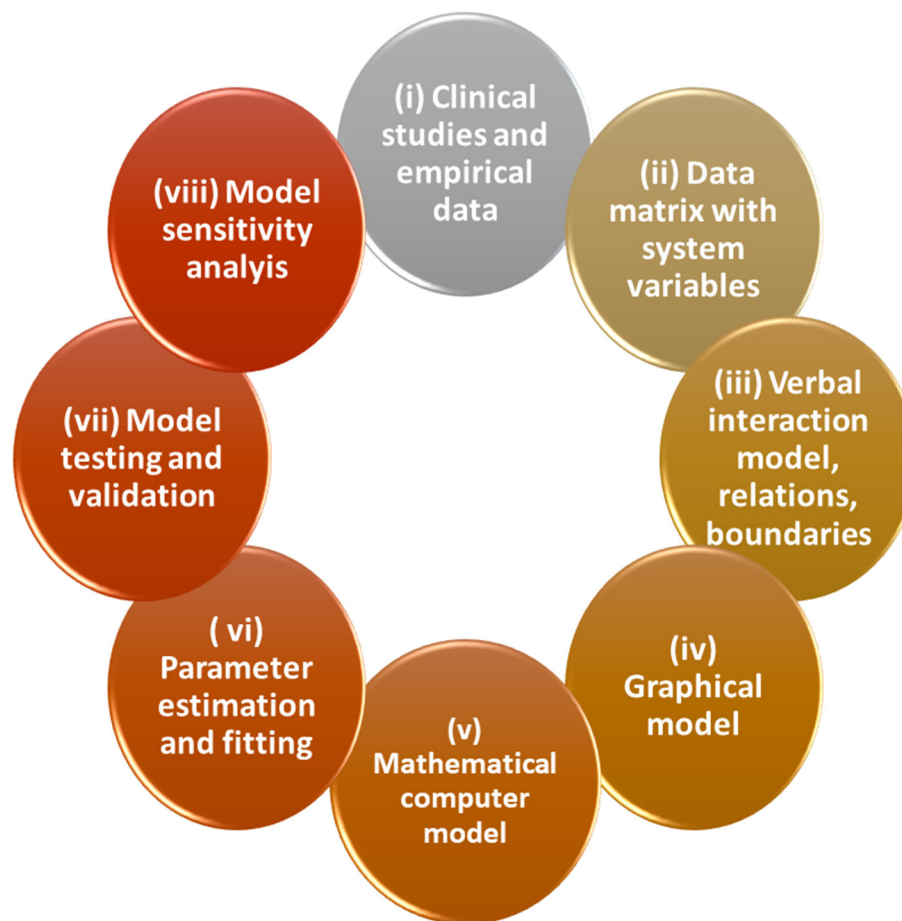 (i) Clinical
studies and
empirical
data
(ii) Data
matrix with
system
variables
(iii) Verbal
interaction
model,
relations,
boundaries
(iv)
Graphical
model
(v)
Mathematical
computer
model
( vi)
Parameter
estimation
and fitting
(vii) Model
testing and
validation
(viii) Model
sensitivity
analyis